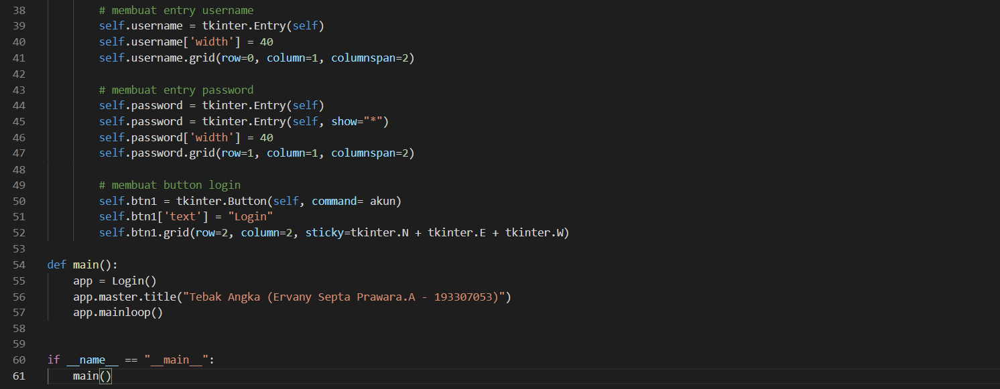 38 # membuat entry username
39 self.username = tkinter.Entry(self)
40 self.username['width'] = 40
41 self.username.grid(row=0, column=1, columnspan=2)
42
43 # membuat entry password
44 self.password = tkinter.Entry(self)
45 self.password = tkinter.Entry(self, show="*")
46 self.password['width'] = 40
47 self.password.grid(row=1, column=1, columnspan=2)
48
49 # membuat button login
50 self.btn1 = tkinter.Button(self, command= akun)
51 self.btn1['text'] = "Login"
52 self.btn1.grid(row=2, column=2, sticky=tkinter.N + tkinter.E + tkinter.W)
53
54 def main():
55 app = Login()
56 app.master.title("Tebak Angka (Ervany Septa Prawara.A - 193307053)")
57 app.mainloop()
58
59
60 if __name__ == "__main__":
61 main()